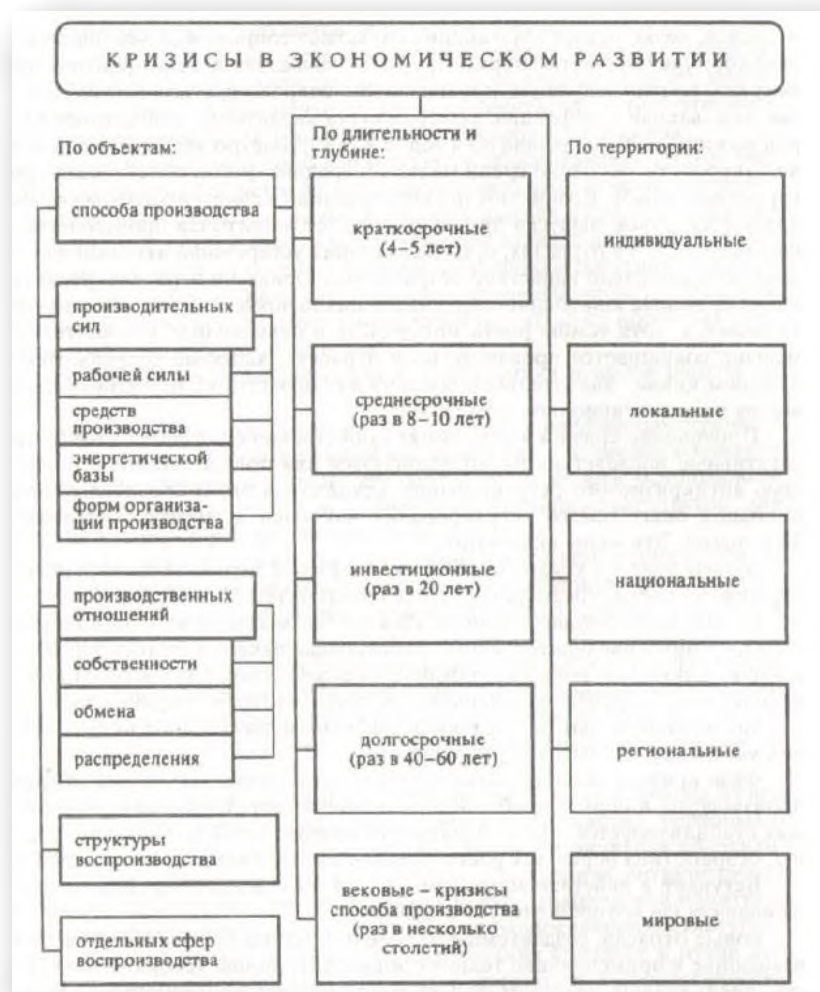 КРИЗИСЫ В ЭКОНОМИЧЕСКОМ РАЗВИТИИ
По объектам:
способа производства
производительных
сил
рабочей силы
средств
производства
энергетической
базы
форм организа-
ции производства
производственных
отношений
собственности
обмена
распределения
структуры
воспроизводства
отдельных сфер
воспроизводства
По длительности и
глубине:
краткосрочные
(4–5 лет)
среднесрочные
(раз в 8–10 лет)
инвестиционные
(раз в 20 лет)
долгосрочные
(раз в 40–60 лет)
вековые – кризисы
способа производства
(раз в несколько
столетий)
По территории:
индивидуальные
локальные
национальные
региональные
мировые